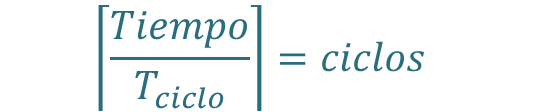 ⌈Tiempo / T_ciclo⌉ = ciclos